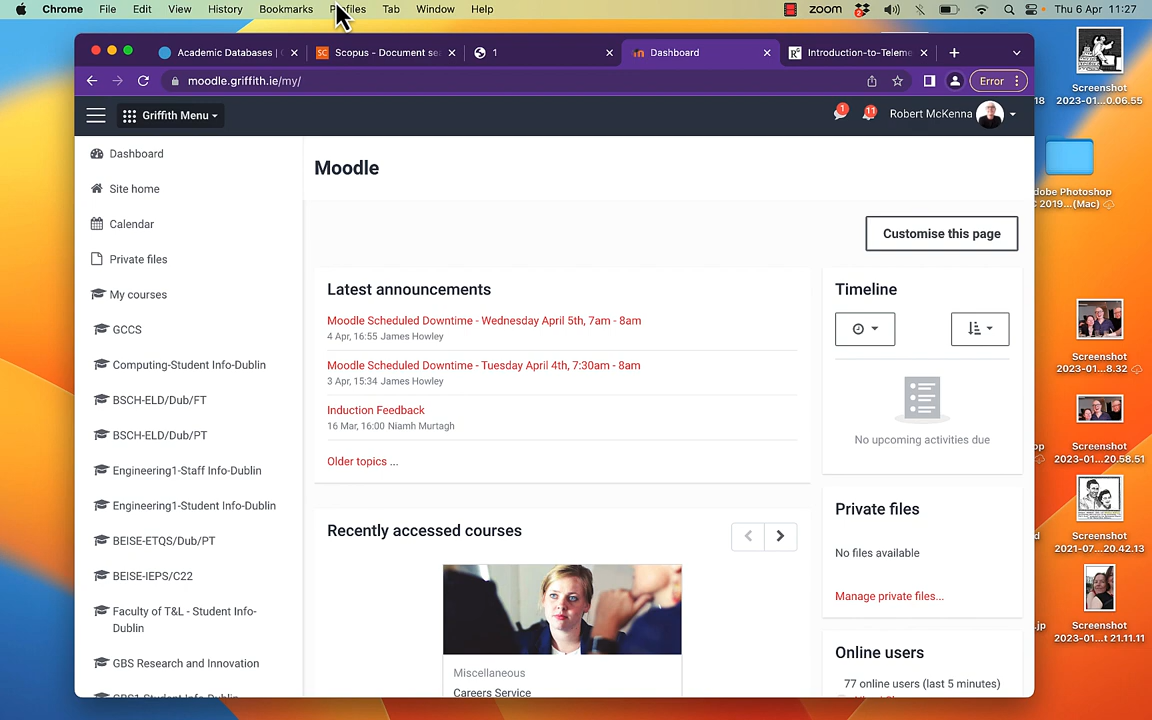 Chrome File Edit View History Bookmarks Profiles Tab Window Help zoom Thu 6 Apr 11:27
Academic Databases | Scopus - Document se 1 Dashboard Introduction-to-Teleme
moodle.griffith.ie/my/ Error
Griffith Menu 1 11 Robert McKenna
Dashboard
Site home
Calendar
Private files
My courses
GCCS
Computing-Student Info-Dublin
BSCH-ELD/Dub/FT
BSCH-ELD/Dub/PT
Engineering1-Staff Info-Dublin
Engineering1-Student Info-Dublin
BEISE-ETQS/Dub/PT
BEISE-IEPS/C22
Faculty of T&L - Student Info-
Dublin
GBS Research and Innovation
Moodle
Customise this page
Latest announcements
Moodle Scheduled Downtime - Wednesday April 5th, 7am - 8am
4 Apr, 16:55 James Howley
Moodle Scheduled Downtime - Tuesday April 4th, 7:30am - 8am
3 Apr, 15:34 James Howley
Induction Feedback
16 Mar, 16:00 Niamh Murtagh
Older topics ...
Recently accessed courses
Miscellaneous
Careers Service
Timeline
No upcoming activities due
Private files
No files available
Manage private files...
Online users
77 online users (last 5 minutes)
Screenshot
2023-01...0.06.55
18
dobe Photoshop
C 2019...(Mac)
Screenshot
2023-01...8.32
Screenshot
2023-01...20.58.51
op
Screenshot
2021-07...20.42.13
Screenshot
2023-01...t 21.11.11
.jp